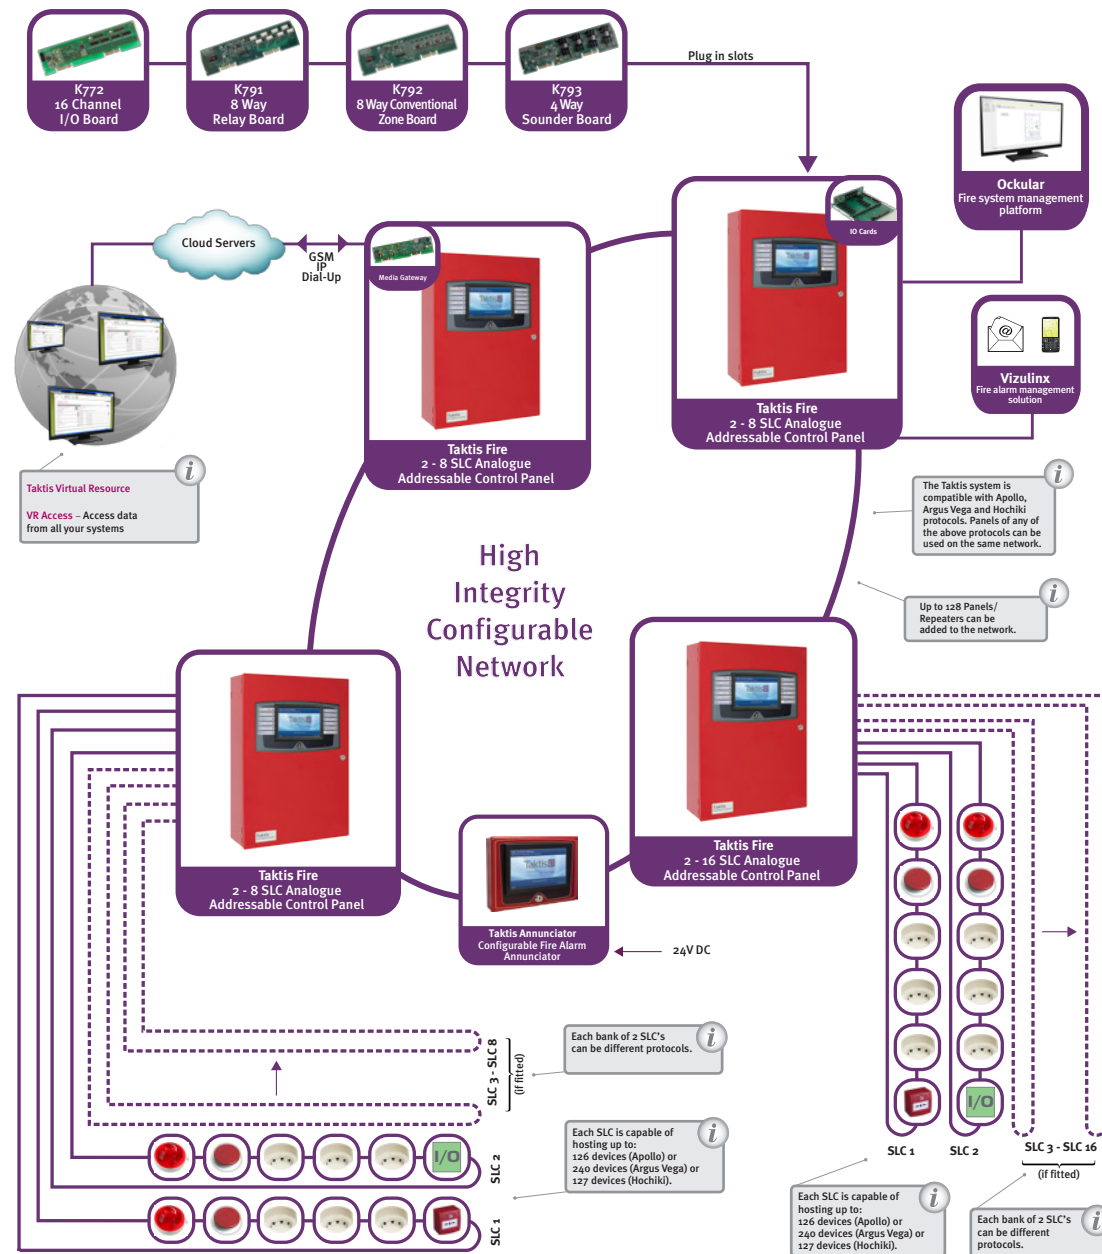 K772
16 Channel
I/O Board
K791
8 Way
Relay Board
K792
8 Way Conventional
Zone Board
K793
4 Way
Sounder Board
Plug in slots
Ockular
Fire system management
platform
IO Cards
Cloud Servers
GSM
IP
Dial-Up
Media Gateway
Vizulinx
Fire alarm management
solution
Taktis Fire
2 - 8 SLC Analogue
Addressable Control Panel
Taktis Fire
2 - 8 SLC Analogue
Addressable Control Panel
Taktis Virtual Resource
VR Access – Access data
from all your systems
The Taktis system is
compatible with Apollo,
Argus Vega and Hochiki
protocols. Panels of any of
the above protocols can be
used on the same network.
High
Integrity
Configurable
Network
Up to 128 Panels/
Repeaters can be
added to the network.
Taktis
Taktis Fire
2 - 8 SLC Analogue
Addressable Control Panel
Taktis
Taktis Fire
2 - 16 SLC Analogue
Addressable Control Panel
Taktis
Taktis Annunciator
Configurable Fire Alarm
Annunciator
24V DC
Each bank of 2 SLC's
can be different protocols.
SLC 3 - SLC 8
(if fitted)
Each SLC is capable of
hosting up to:
126 devices (Apollo) or
240 devices (Argus Vega) or
127 devices (Hochiki).
I/O
SLC 2
SLC 1
I/O
SLC 1
SLC 2
SLC 3 - SLC 16
(if fitted)
Each SLC is capable of
hosting up to:
126 devices (Apollo) or
240 devices (Argus Vega) or
127 devices (Hochiki).
Each bank of 2 SLC's
can be different
protocols.